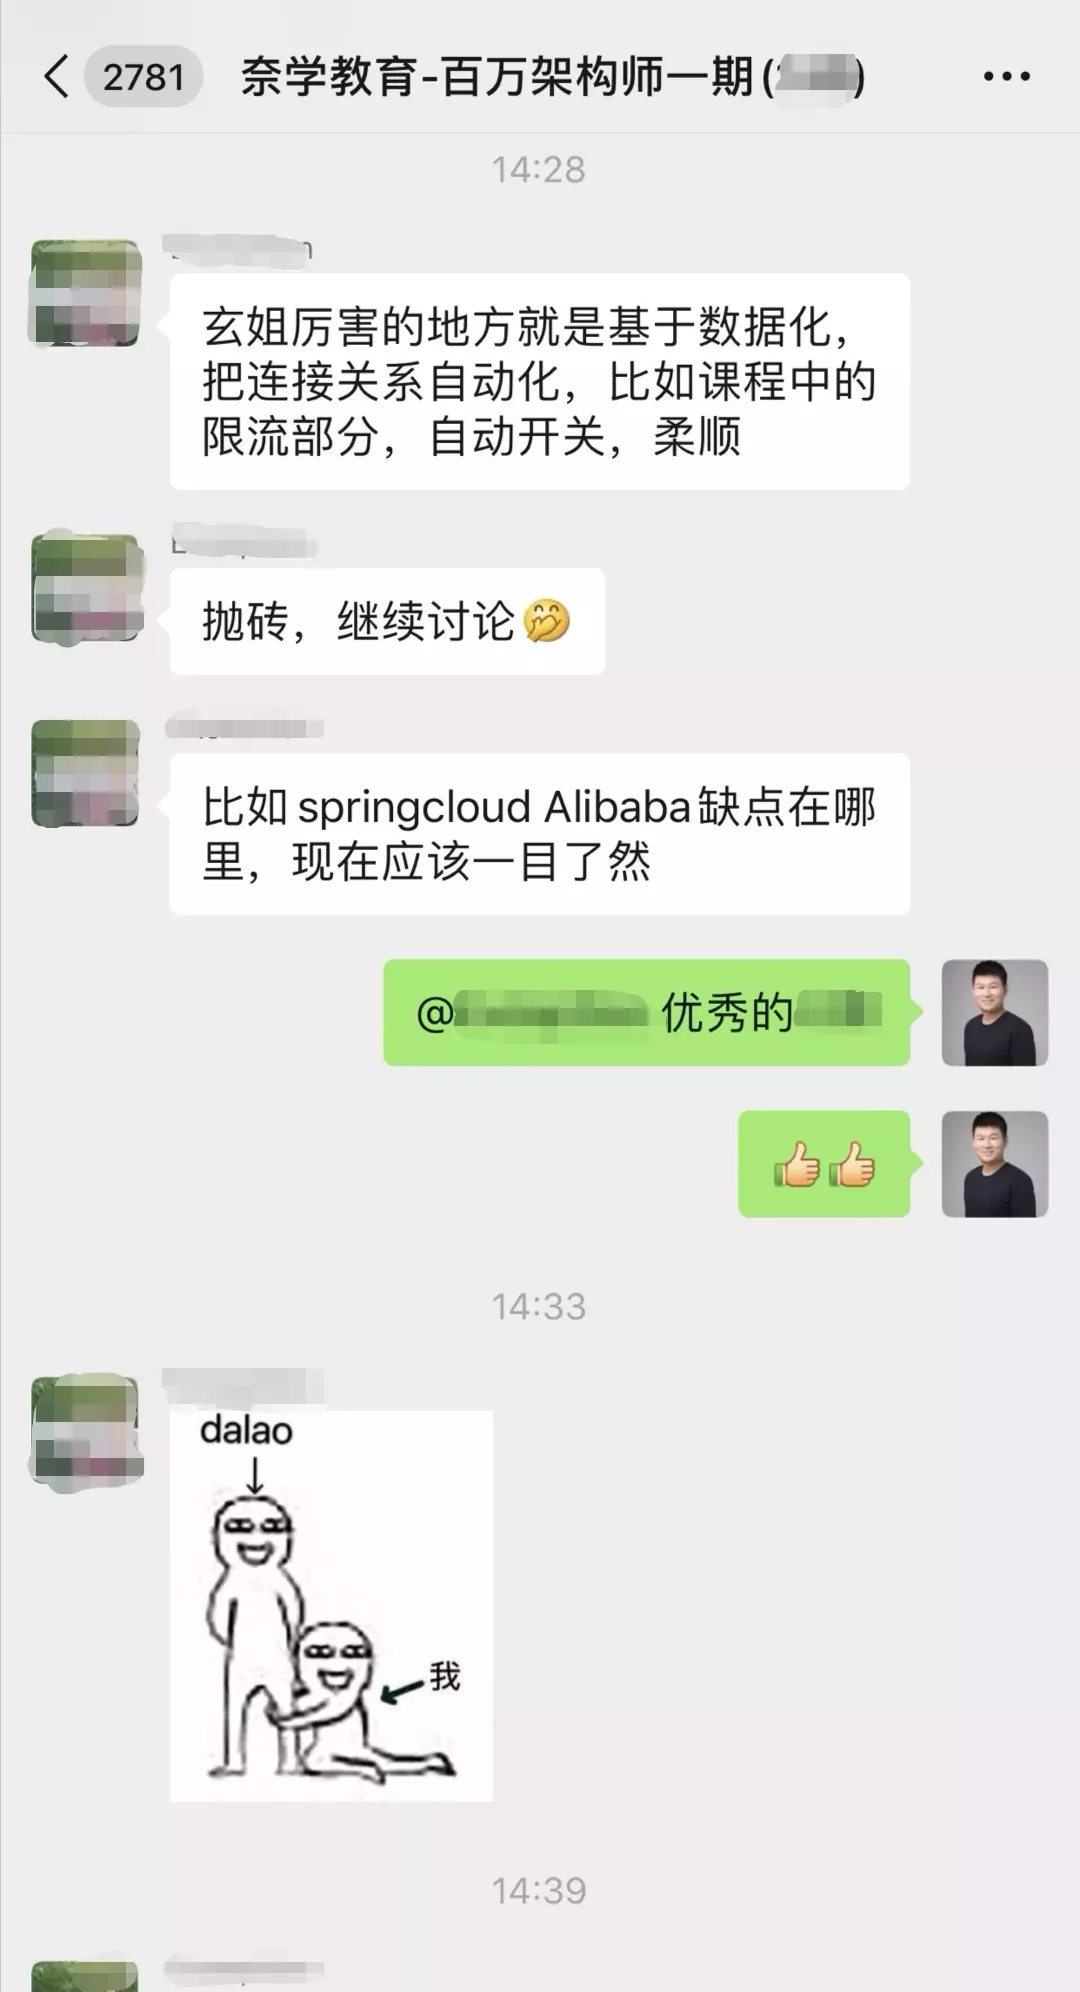 2781 奈学教育-百万架构师一期( )
14:28
玄姐厉害的地方就是基于数据化，
把连接关系自动化，比如课程中的
限流部分，自动开关，柔顺
抛砖，继续讨论🤭
比如springcloud Alibaba缺点在哪
里，现在应该一目了然
@ 优秀的
👍👍
14:33
dalao
我
14:39